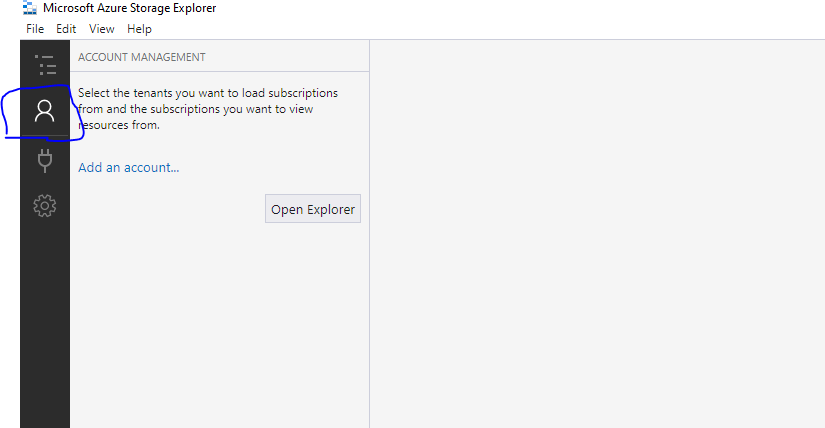 Microsoft Azure Storage Explorer
File Edit View Help
ACCOUNT MANAGEMENT
Select the tenants you want to load subscriptions
from and the subscriptions you want to view
resources from.
Add an account...
Open Explorer